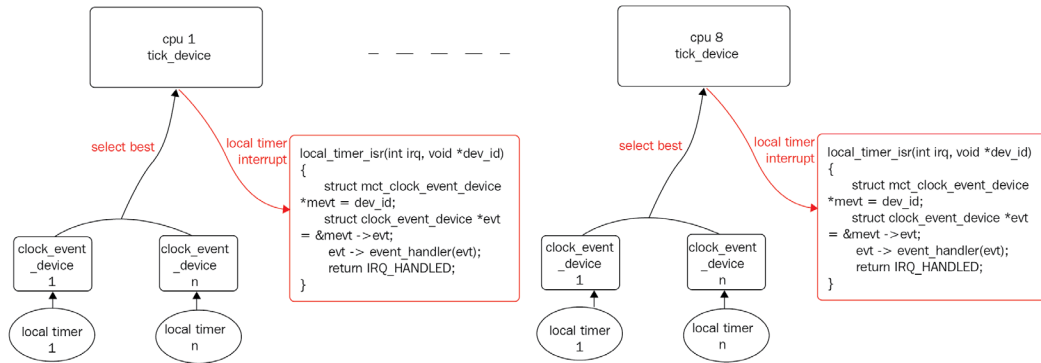 cpu 1
tick_device
select best
local timer
interrupt
local_timer_isr(int irq, void *dev_id)
{
struct mct_clock_event_device
*mevt = dev_id;
struct clock_event_device *evt
= &mevt ->evt;
evt -> event_handler(evt);
return IRQ_HANDLED;
}
clock_event
_device
1
clock_event
_device
n
local timer
1
local timer
n
cpu 8
tick_device
select best
local timer
interrupt
local_timer_isr(int irq, void *dev_id)
{
struct mct_clock_event_device
*mevt = dev_id;
struct clock_event_device *evt
= &mevt ->evt;
evt -> event_handler(evt);
return IRQ_HANDLED;
}
clock_event
_device
1
clock_event
_device
n
local timer
1
local timer
n